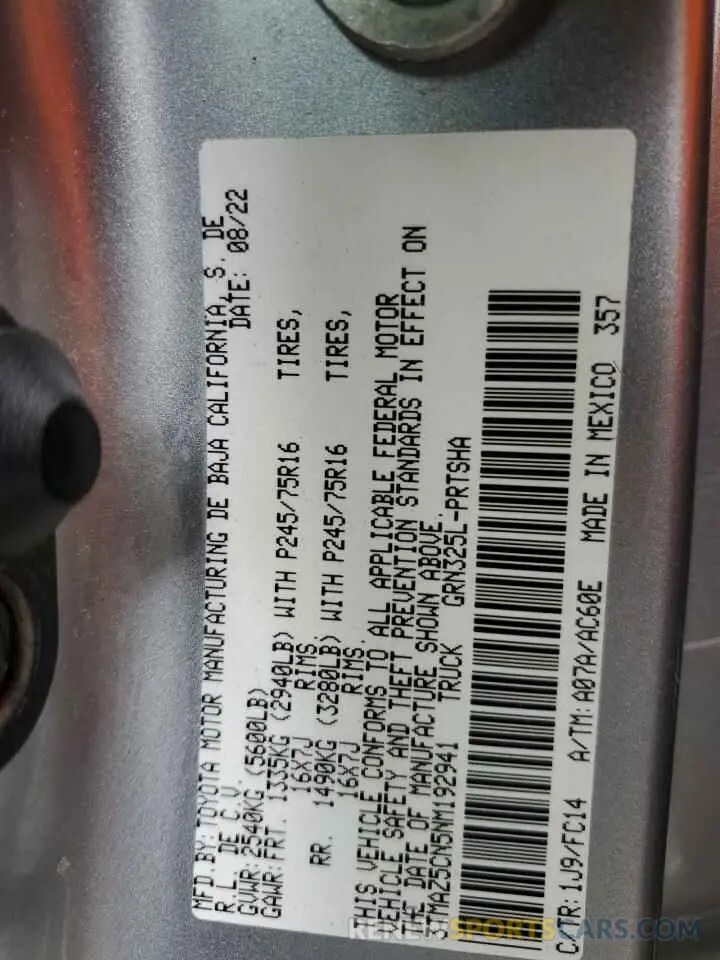 MFD.BY: TOYOTA MOTOR MANUFACTURING DE BAJA CALIFORNIA, S. DE
R.L. DE C.V. DATE: 08/22
GVWR: 2540KG (5600LB)
GAWR: FRT. 1335KG (2940LB) WITH P245/75R16 TIRES,
16X7J RIMS,
RR. 1490KG (3280LB) WITH P245/75R16 TIRES,
16X7J RIMS.
THIS VEHICLE CONFORMS TO ALL APPLICABLE FEDERAL MOTOR
VEHICLE SAFETY AND THEFT PREVENTION STANDARDS IN EFFECT ON
THE DATE OF MANUFACTURE SHOWN ABOVE.
3TMAZ5CN5NM192941 TRUCK GRN325L-PRTSHA
C/TR: 1J9/FC14 A/TM: A07A/AC60E MADE IN MEXICO 357
RENEWSPORTSCARS.COM